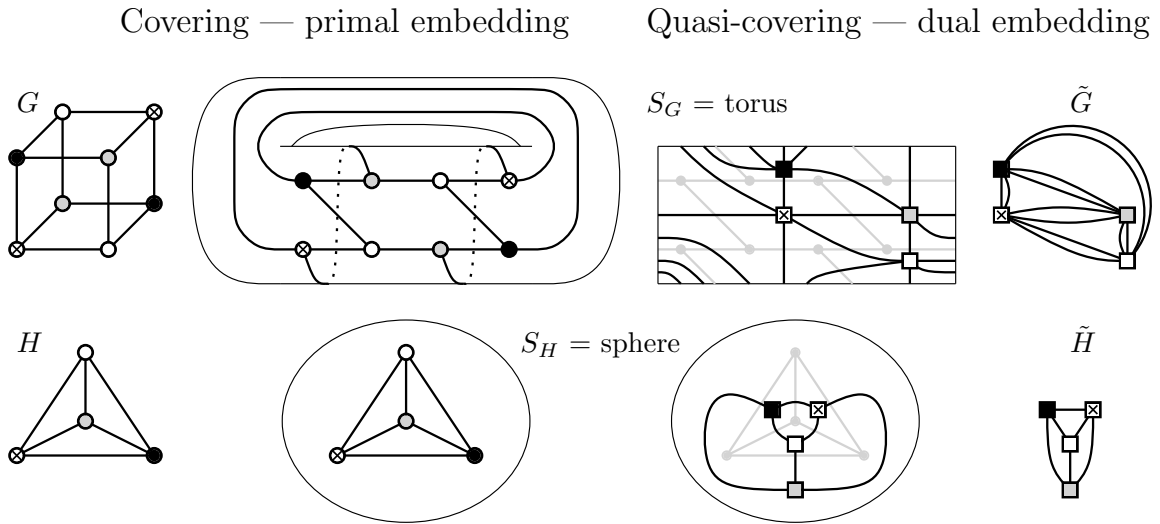 Covering — primal embedding
Quasi-covering — dual embedding
G
S_G = torus
G̃
H
S_H = sphere
H̃